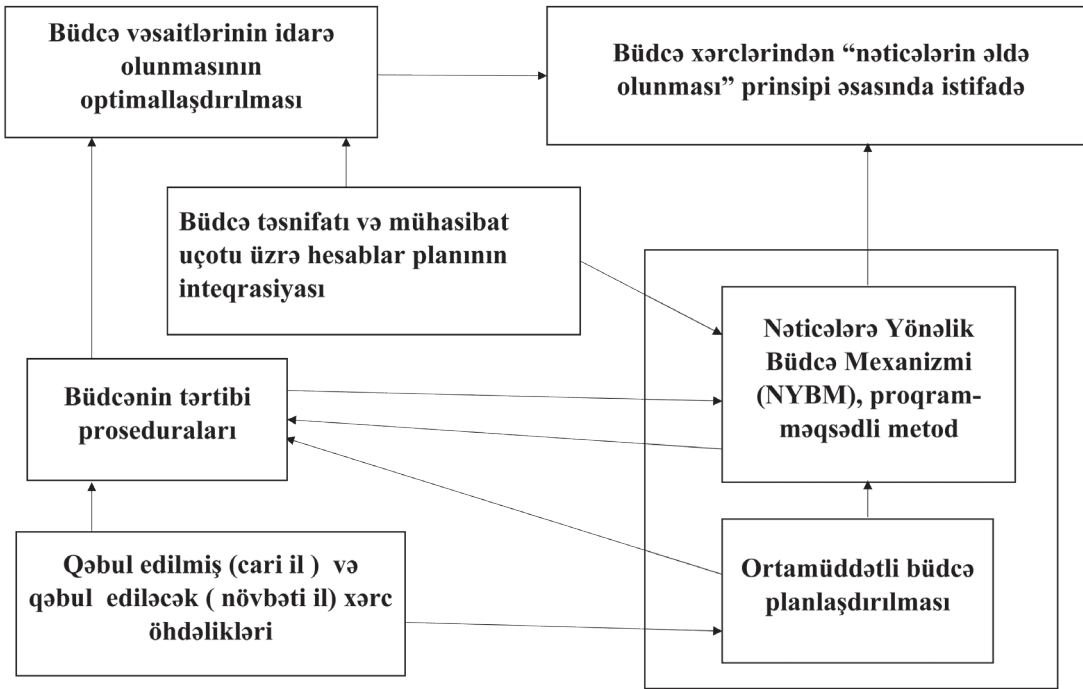 Büdcə vəsaitlərinin idarə
olunmasının
optimallaşdırılması
Büdcə xərclərindən “nəticələrin əldə
olunması” prinsipi əsasında istifadə
Büdcə təsnifatı və mühasibat
uçotu üzrə hesablar planının
inteqrasiyası
Nəticələrə Yönəlik
Büdcə Mexanizmi
(NYBM), proqram-
məqsədli metod
Büdcənin tərtibi
proseduraları
Qəbul edilmiş (cari il ) və
qəbul ediləcək ( növbəti il) xərc
öhdəlikləri
Ortamüddətli büdcə
planlaşdırılması